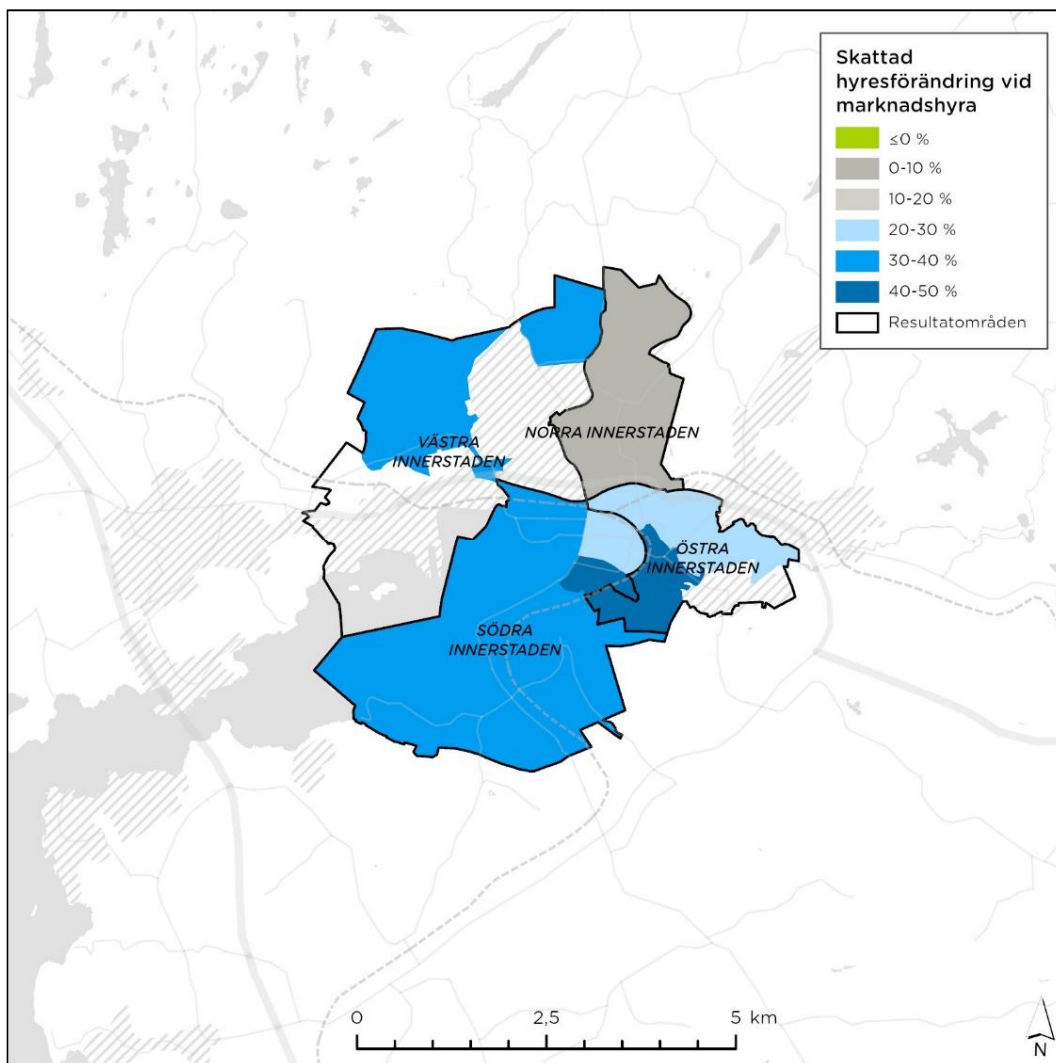 Skattad
hyresförändring vid
marknadshyra
≤0 %
0-10 %
10-20 %
20-30 %
30-40 %
40-50 %
Resultatområden
VÄSTRA
INNERSTADEN
NORRA INNERSTADEN
ÖSTRA
INNERSTADEN
SÖDRA
INNERSTADEN
0 2,5 5 km
N